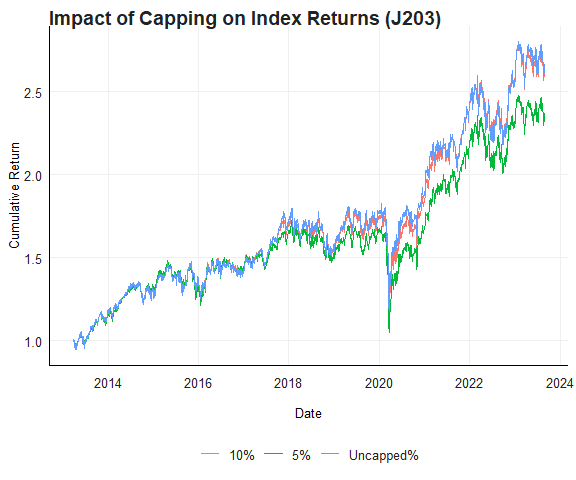 Impact of Capping on Index Returns (J203)
Cumulative Return
2.5
2.0
1.5
1.0
2014 2016 2018 2020 2022 2024
Date
10% 5% Uncapped%